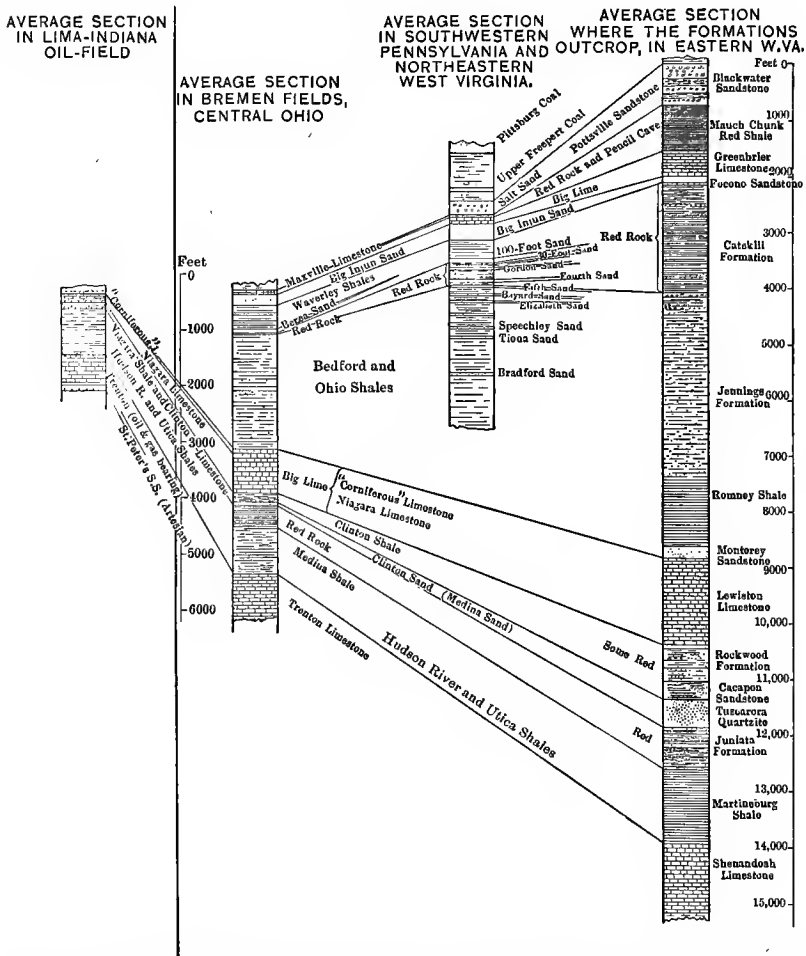 AVERAGE SECTION
IN LIMA-INDIANA
OIL-FIELD
AVERAGE SECTION
IN BREMEN FIELDS,
CENTRAL OHIO
AVERAGE SECTION
IN SOUTHWESTERN
PENNSYLVANIA AND
NORTHEASTERN
WEST VIRGINIA.
AVERAGE SECTION
WHERE THE FORMATIONS
OUTCROP, IN EASTERN W.VA.
"Corniferous"
Niagara Limestone
Niagara Shale and Clinton Limestone
Hudson R. and Utica Shales
Trenton (oil & gas bearing)
St. Peter's S.S. (Artesian)
Feet
0
1000
2000
3000
4000
5000
6000
Maxville Limestone
Big Injun Sand
Waverley Shales
Berea Sand
Red Rock
Bedford and
Ohio Shales
Big Lime
"Corniferous" Limestone
Niagara Limestone
Clinton Shale
Clinton Sand (Medina Sand)
Red Rock
Medina Shale
Hudson River and Utica Shales
Trenton Limestone
Some Red
Red
Pittsburg Coal
Upper Freeport Coal
Pottsville Sandstone
Salt Sand
Red Rock and Pencil Cave
Big Lime
Big Injun Sand
Red Rock
Red Rock
100-Foot Sand
30-Foot Sand
Gordon Sand
Fourth Sand
Fifth Sand
Bayard Sand
Elizabeth Sand
Speechley Sand
Tiona Sand
Bradford Sand
Feet 0
Blackwater
Sandstone
1000
Mauch Chunk
Red Shale
Greenbrier
Limestone
2000
Pocono Sandstone
3000
Catskill
Formation
4000
5000
Jennings
6000
Formation
7000
Romney Shale
8000
Monterey
Sandstone
9000
Lewiston
Limestone
10,000
Rockwood
Formation
11,000
Cacapon
Sandstone
Tuscarora
Quartzite
12,000
Juniata
Formation
13,000
Martinsburg
Shale
14,000
Shenandoah
Limestone
15,000